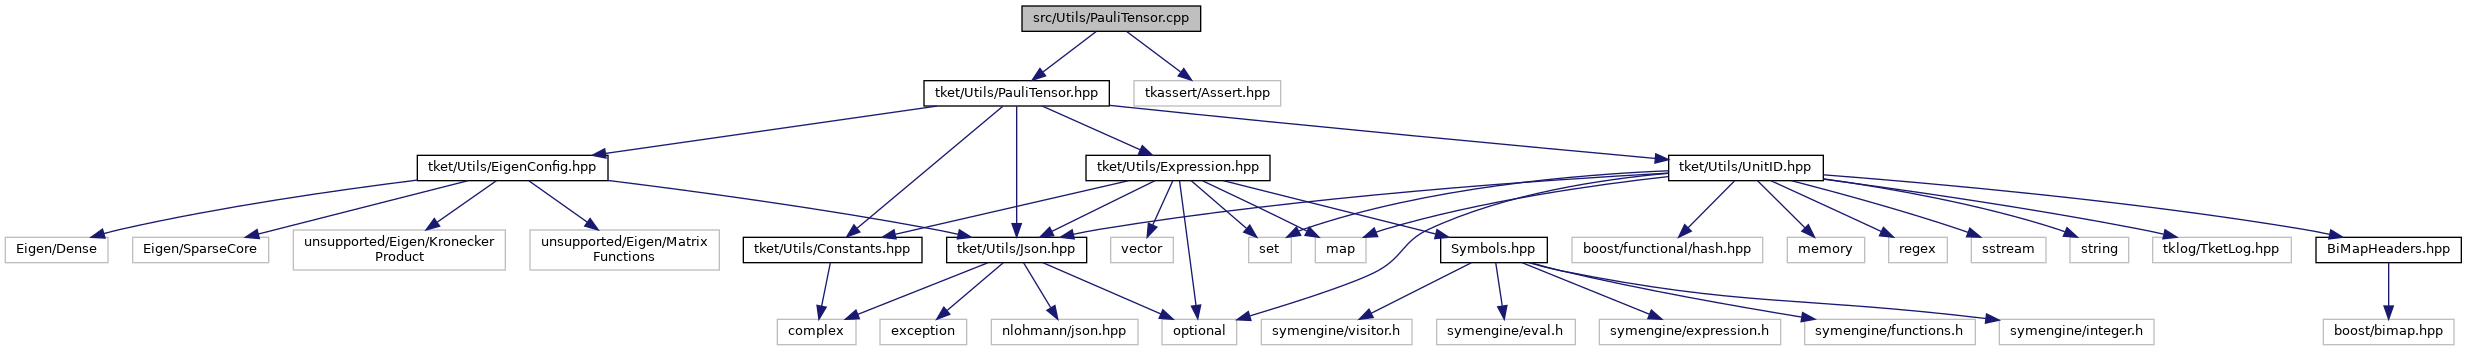 src/Utils/PauliTensor.cpp
tket/Utils/PauliTensor.hpp
tkassert/Assert.hpp
tket/Utils/EigenConfig.hpp
tket/Utils/Expression.hpp
tket/Utils/UnitID.hpp
Eigen/Dense
Eigen/SparseCore
unsupported/Eigen/Kronecker
Product
unsupported/Eigen/Matrix
Functions
tket/Utils/Constants.hpp
tket/Utils/Json.hpp
vector
set
map
Symbols.hpp
boost/functional/hash.hpp
memory
regex
sstream
string
tklog/TketLog.hpp
BiMapHeaders.hpp
complex
exception
nlohmann/json.hpp
optional
symengine/visitor.h
symengine/eval.h
symengine/expression.h
symengine/functions.h
symengine/integer.h
boost/bimap.hpp